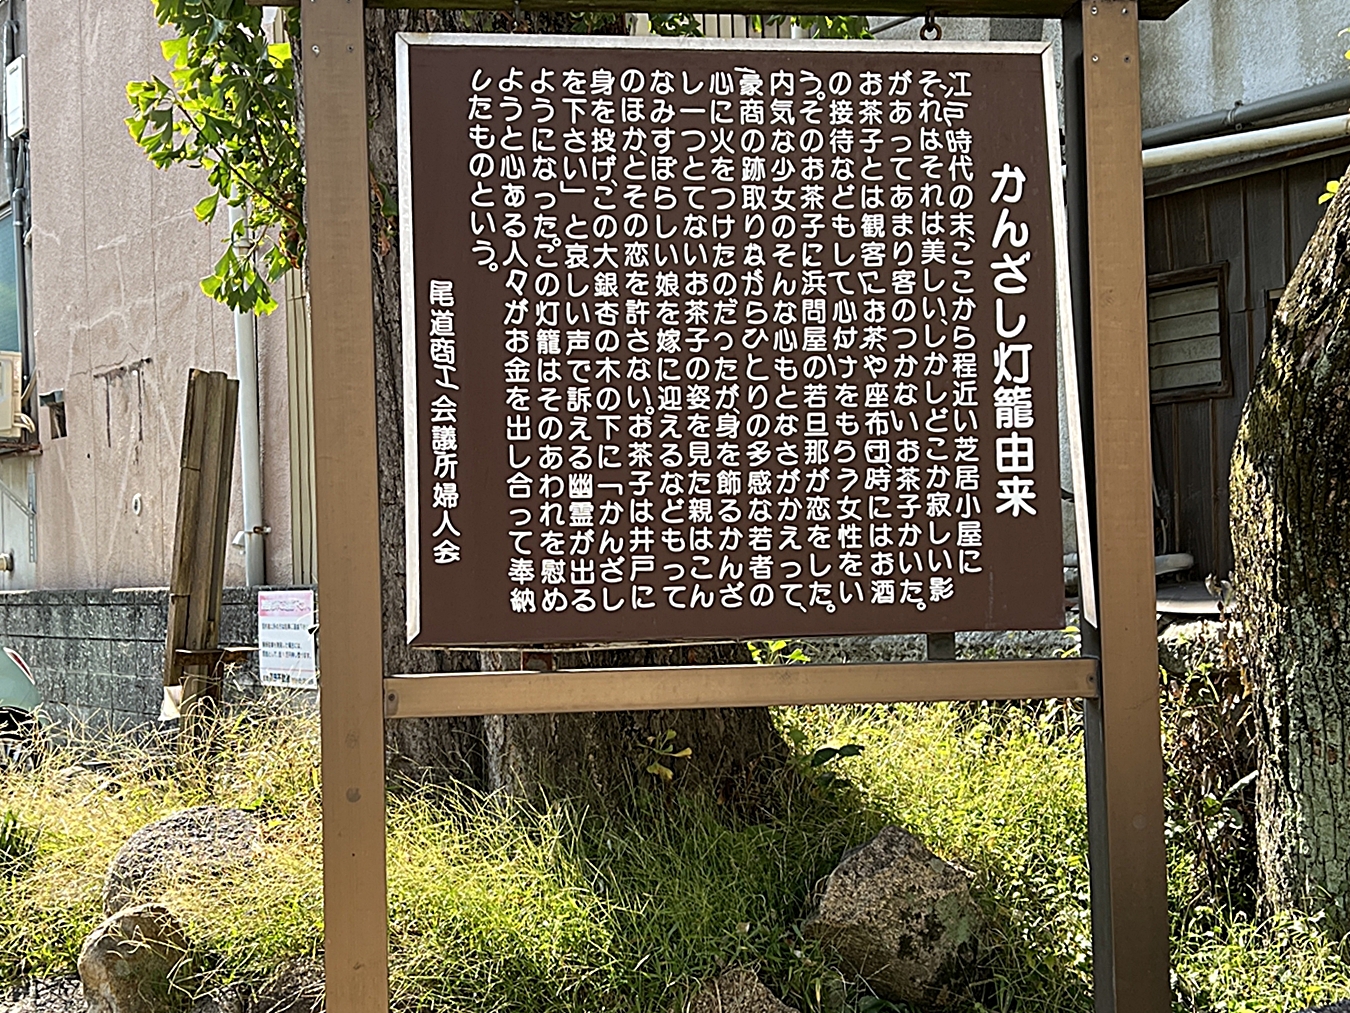 かんざし灯籠由来
江戸時代の末、ここから程近い芝居小屋に
それはそれは美しい、しかしどこか寂しい影
があってあまり客のつかないお茶子がいた。
お茶子とは観客にお茶や座布団、時にはお酒
の接待などもして心付けをもらう女性をい
う。そのお茶子に浜問屋の若旦那が恋をした。
内気な少女のそんな心もとなさがかえって、
豪商の跡取りながらひとりの多感な若者の
心に火をつけたのだったが、身を飾るかんざ
し一つとてないお茶子の姿を見た親はこん
なみすぼらしい娘を嫁に迎えるなどもって
のほかとその恋を許さない。お茶子は井戸に
身を投げ、この大銀杏の木の下に「かんざし
を下さい」と哀しい声で訴える幽霊が出る
ようになった。この灯籠はそのあわれを慰め
ようと心ある人々がお金を出し合って奉納
したものという。
尾道商工会議所婦人会